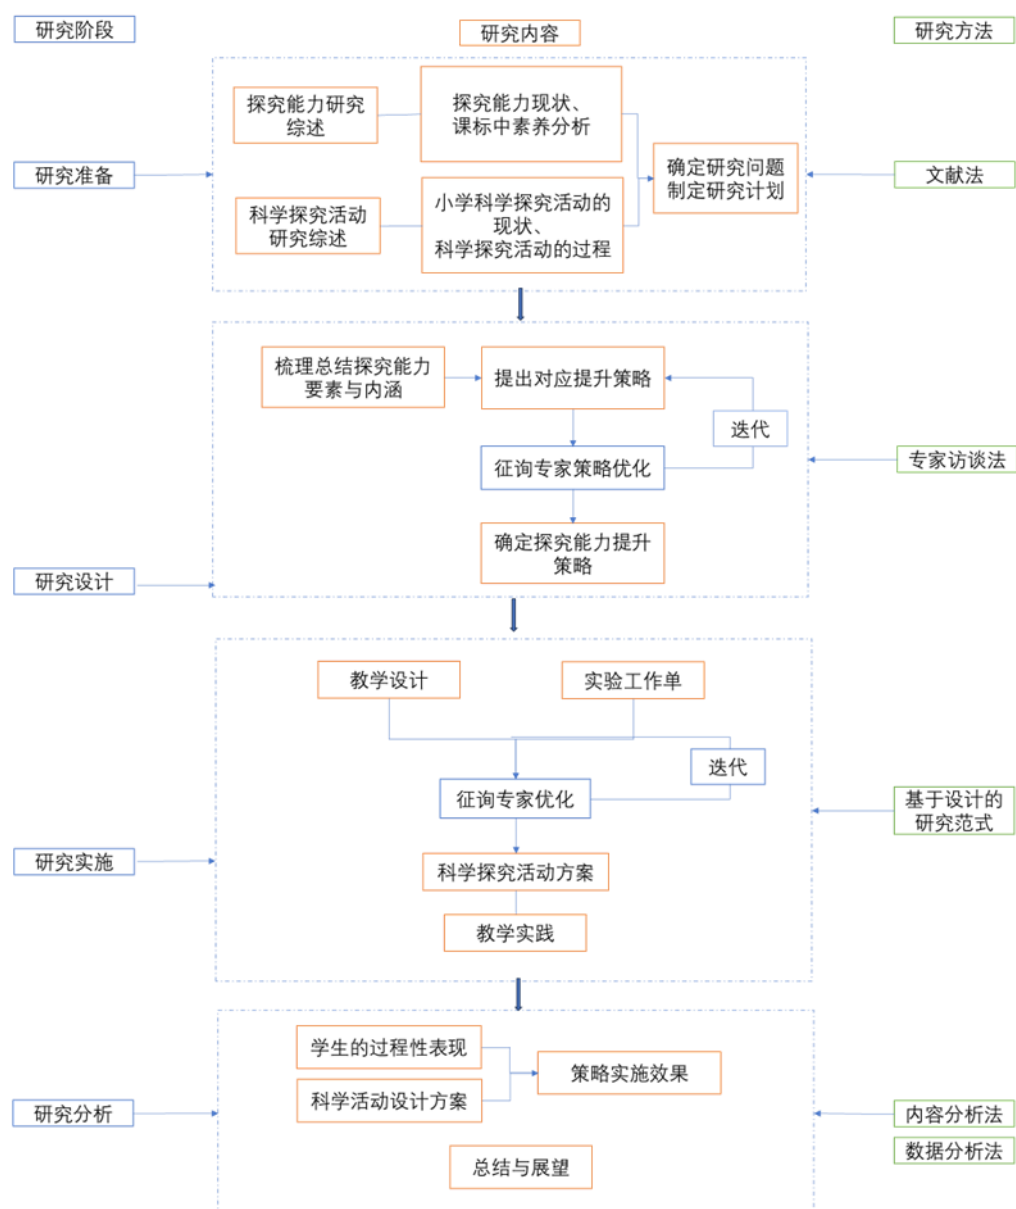 研究阶段
研究内容
研究方法
探究能力研究
综述
探究能力现状、
课标中素养分析
研究准备
确定研究问题
制定研究计划
文献法
科学探究活动
研究综述
小学科学探究活动的
现状、
科学探究活动的过程
梳理总结探究能力
要素与内涵
提出对应提升策略
迭代
征询专家策略优化
专家访谈法
确定探究能力提升
策略
研究设计
教学设计
实验工作单
迭代
征询专家优化
基于设计的
研究范式
研究实施
科学探究活动方案
教学实践
学生的过程性表现
策略实施效果
科学活动设计方案
研究分析
内容分析法
数据分析法
总结与展望